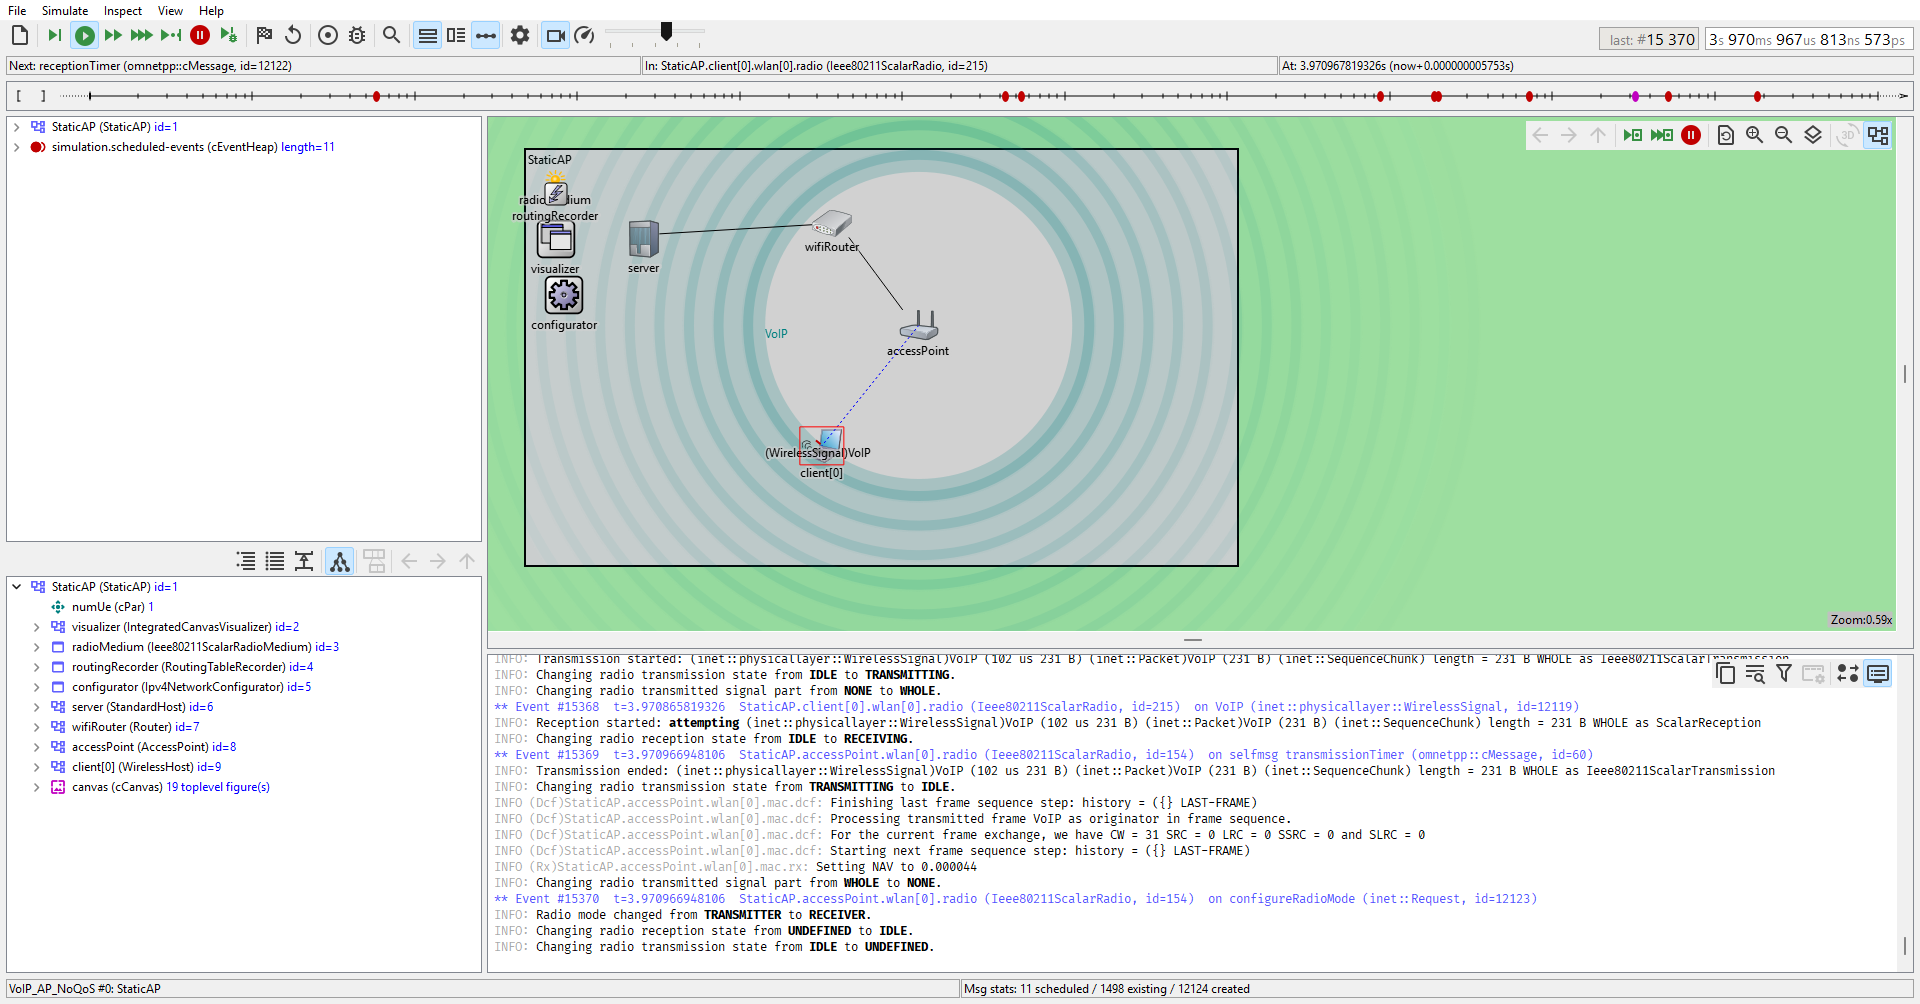 File Simulate Inspect View Help
last: #15 370
3s 970ms 967us 813ns 573ps
Next: receptionTimer (omnetpp::cMessage, id=12122)
In: StaticAP.client[0].wlan[0].radio (Ieee80211ScalarRadio, id=215)
At: 3.970967819326s (now+0.000000005753s)
StaticAP (StaticAP) id=1
simulation.scheduled-events (cEventHeap) length=11
StaticAP
routingRecorder
visualizer
configurator
server
wifiRouter
accessPoint
VoIP
(WirelessSignal)VoIP
client[0]
3D
Zoom:0.59x
StaticAP (StaticAP) id=1
numUe (cPar) 1
visualizer (IntegratedCanvasVisualizer) id=2
radioMedium (Ieee80211ScalarRadioMedium) id=3
routingRecorder (RoutingTableRecorder) id=4
configurator (Ipv4NetworkConfigurator) id=5
server (StandardHost) id=6
wifiRouter (Router) id=7
accessPoint (AccessPoint) id=8
client[0] (WirelessHost) id=9
canvas (cCanvas) 19 toplevel figure(s)
INFO: Transmission started: (inet::physicallayer::WirelessSignal)VoIP (102 us 231 B) (inet::Packet)VoIP (231 B) (inet::SequenceChunk) length = 231 B WHOLE as Ieee80211ScalarTransmission
INFO: Changing radio transmission state from IDLE to TRANSMITTING.
INFO: Changing radio transmitted signal part from NONE to WHOLE.
** Event #15368 t=3.970865819326 StaticAP.client[0].wlan[0].radio (Ieee80211ScalarRadio, id=215) on VoIP (inet::physicallayer::WirelessSignal, id=12119)
INFO: Reception started: attempting (inet::physicallayer::WirelessSignal)VoIP (102 us 231 B) (inet::Packet)VoIP (231 B) (inet::SequenceChunk) length = 231 B WHOLE as ScalarReception
INFO: Changing radio reception state from IDLE to RECEIVING.
** Event #15369 t=3.970966948106 StaticAP.accessPoint.wlan[0].radio (Ieee80211ScalarRadio, id=154) on selfmsg transmissionTimer (omnetpp::cMessage, id=60)
INFO: Transmission ended: (inet::physicallayer::WirelessSignal)VoIP (102 us 231 B) (inet::Packet)VoIP (231 B) (inet::SequenceChunk) length = 231 B WHOLE as Ieee80211ScalarTransmission
INFO: Changing radio transmission state from TRANSMITTING to IDLE.
INFO (Dcf)StaticAP.accessPoint.wlan[0].mac.dcf: Finishing last frame sequence step: history = ({} LAST-FRAME)
INFO (Dcf)StaticAP.accessPoint.wlan[0].mac.dcf: Processing transmitted frame VoIP as originator in frame sequence.
INFO (Dcf)StaticAP.accessPoint.wlan[0].mac.dcf: For the current frame exchange, we have CW = 31 SRC = 0 LRC = 0 SSRC = 0 and SLRC = 0
INFO (Dcf)StaticAP.accessPoint.wlan[0].mac.dcf: Starting next frame sequence step: history = ({} LAST-FRAME)
INFO (Rx)StaticAP.accessPoint.wlan[0].mac.rx: Setting NAV to 0.000044
INFO: Changing radio transmitted signal part from WHOLE to NONE.
** Event #15370 t=3.970966948106 StaticAP.accessPoint.wlan[0].radio (Ieee80211ScalarRadio, id=154) on configureRadioMode (inet::Request, id=12123)
INFO: Radio mode changed from TRANSMITTER to RECEIVER.
INFO: Changing radio reception state from UNDEFINED to IDLE.
INFO: Changing radio transmission state from IDLE to UNDEFINED.
VoIP_AP_NoQoS #0: StaticAP
Msg stats: 11 scheduled / 1498 existing / 12124 created